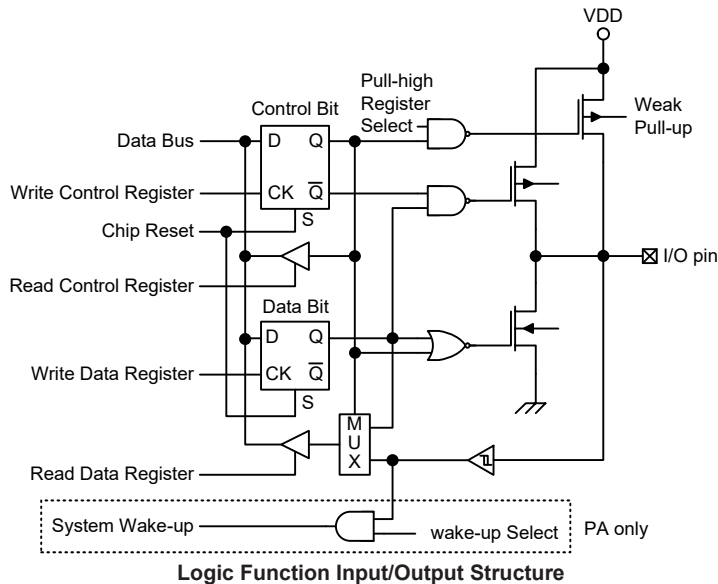 VDD
Pull-high
Register
Select
Weak
Pull-up
Control Bit
Data Bus
D
Q
Write Control Register
CK
Q̅
S
Chip Reset
I/O pin
Read Control Register
Data Bit
D
Q
Write Data Register
CK
Q̅
S
M
U
X
Read Data Register
System Wake-up
wake-up Select
PA only
Logic Function Input/Output Structure